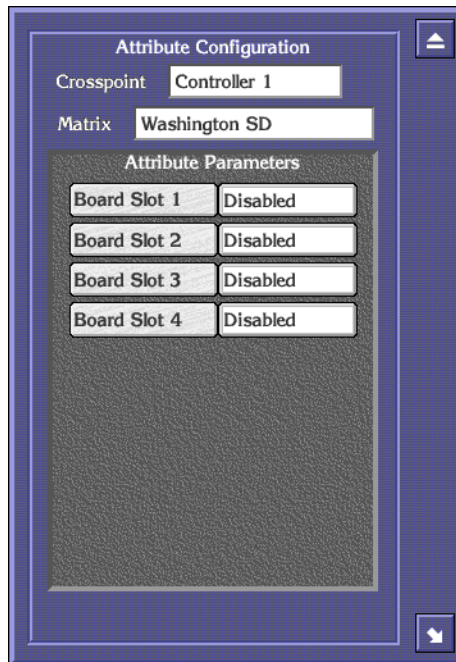 Attribute Configuration
Crosspoint Controller 1
Matrix Washington SD
Attribute Parameters
Board Slot 1 Disabled
Board Slot 2 Disabled
Board Slot 3 Disabled
Board Slot 4 Disabled